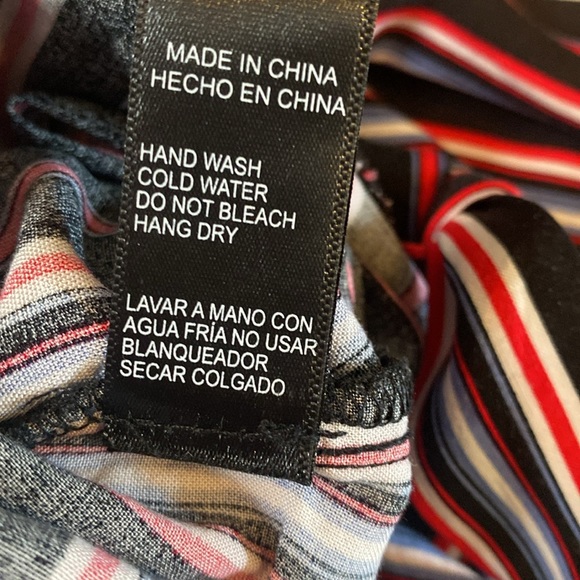 MADE IN CHINA
HECHO EN CHINA
HAND WASH
COLD WATER
DO NOT BLEACH
HANG DRY
LAVAR A MANO CON
AGUA FRÍA NO USAR
BLANQUEADOR
SECAR COLGADO